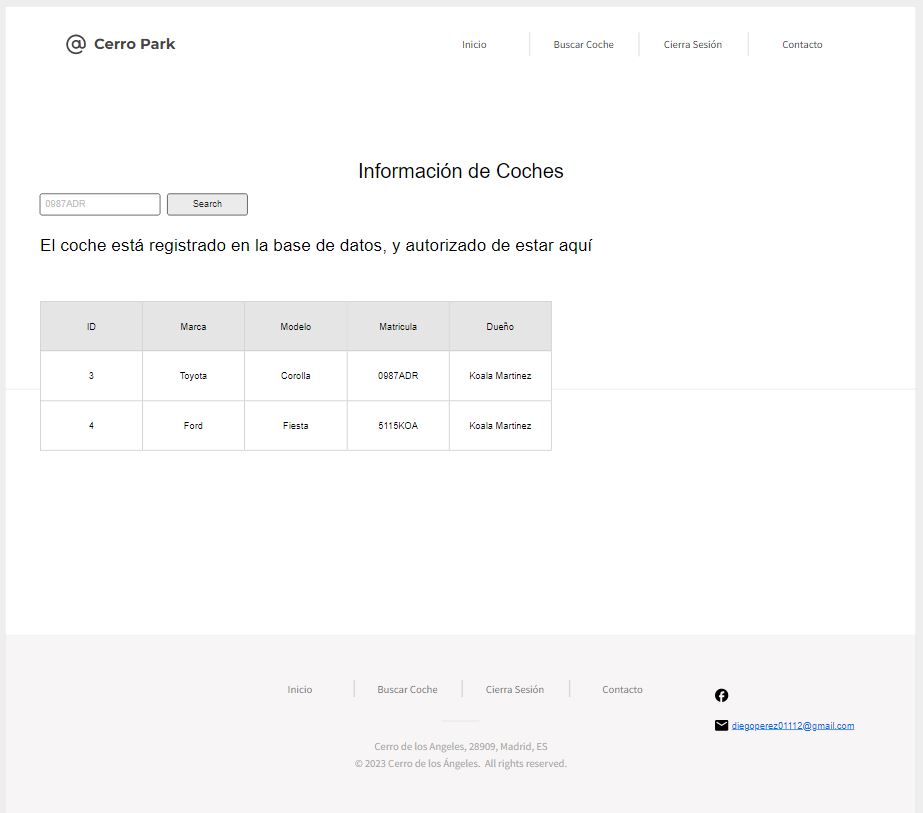 @ Cerro Park
Inicio Buscar Coche Cierra Sesión Contacto
Información de Coches
0987ADR Search
El coche está registrado en la base de datos, y autorizado de estar aquí
ID Marca Modelo Matricula Dueño
3 Toyota Corolla 0987ADR Koala Martinez
4 Ford Fiesta 5115KOA Koala Martinez
Inicio Buscar Coche Cierra Sesión Contacto
diegoperez01112@gmail.com
Cerro de los Angeles, 28909, Madrid, ES
© 2023 Cerro de los Ángeles. All rights reserved.